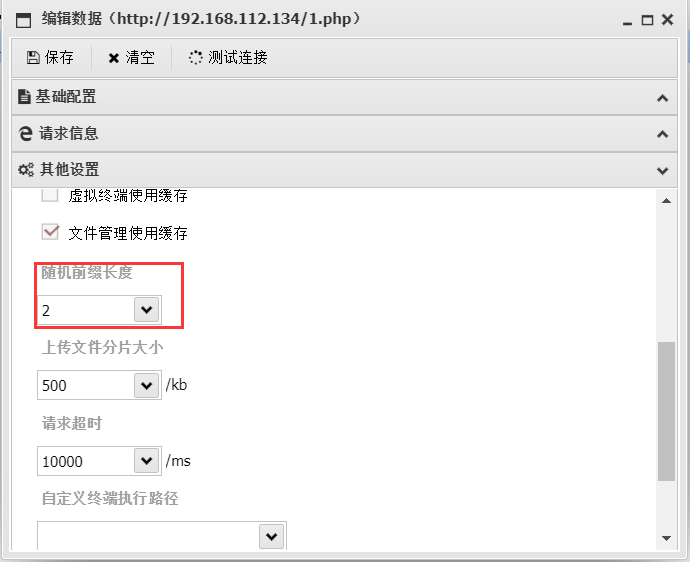 编辑数据（http://192.168.112.134/1.php）
保存 清空 测试连接
基础配置
请求信息
其他设置
虚拟终端使用缓存
文件管理使用缓存
随机前缀长度
2
上传文件分片大小
500 /kb
请求超时
10000 /ms
自定义终端执行路径